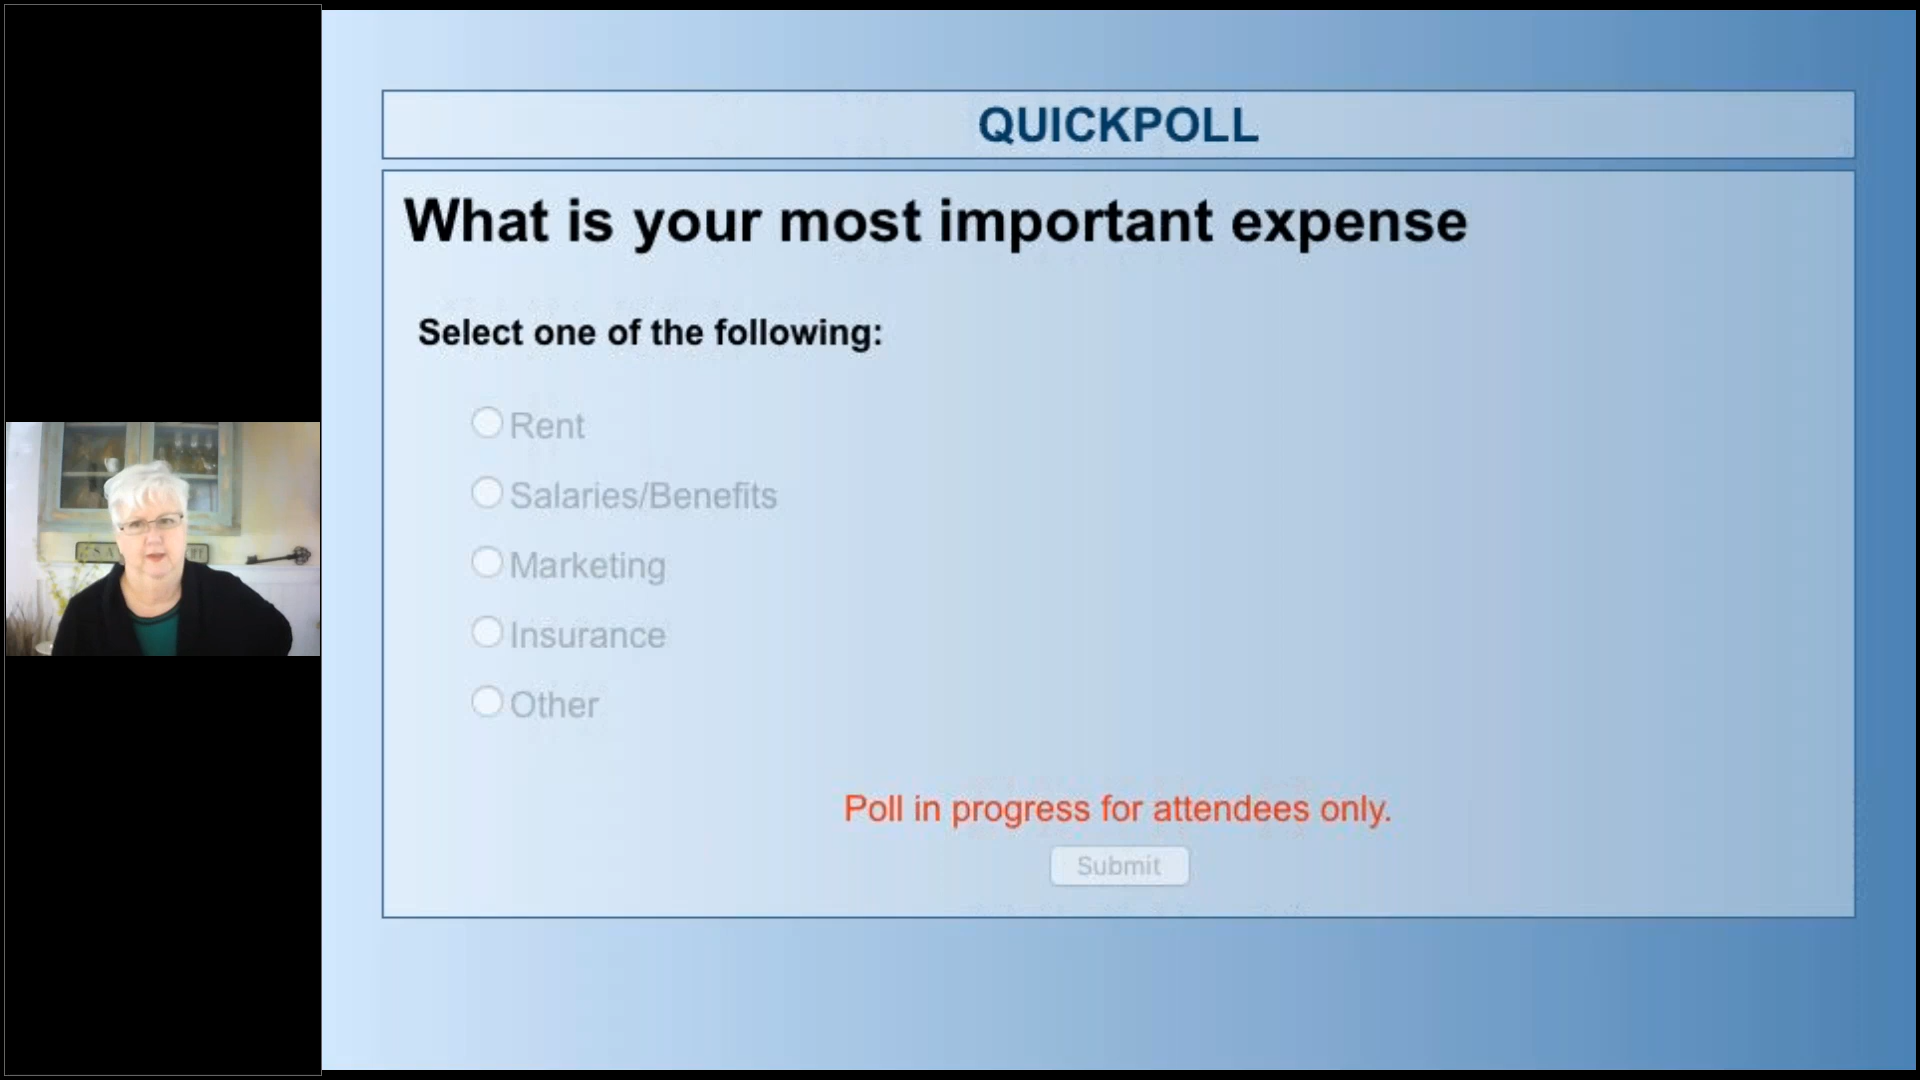 QUICKPOLL
What is your most important expense
Select one of the following:
Rent
Salaries/Benefits
Marketing
Insurance
Other
Poll in progress for attendees only.
Submit